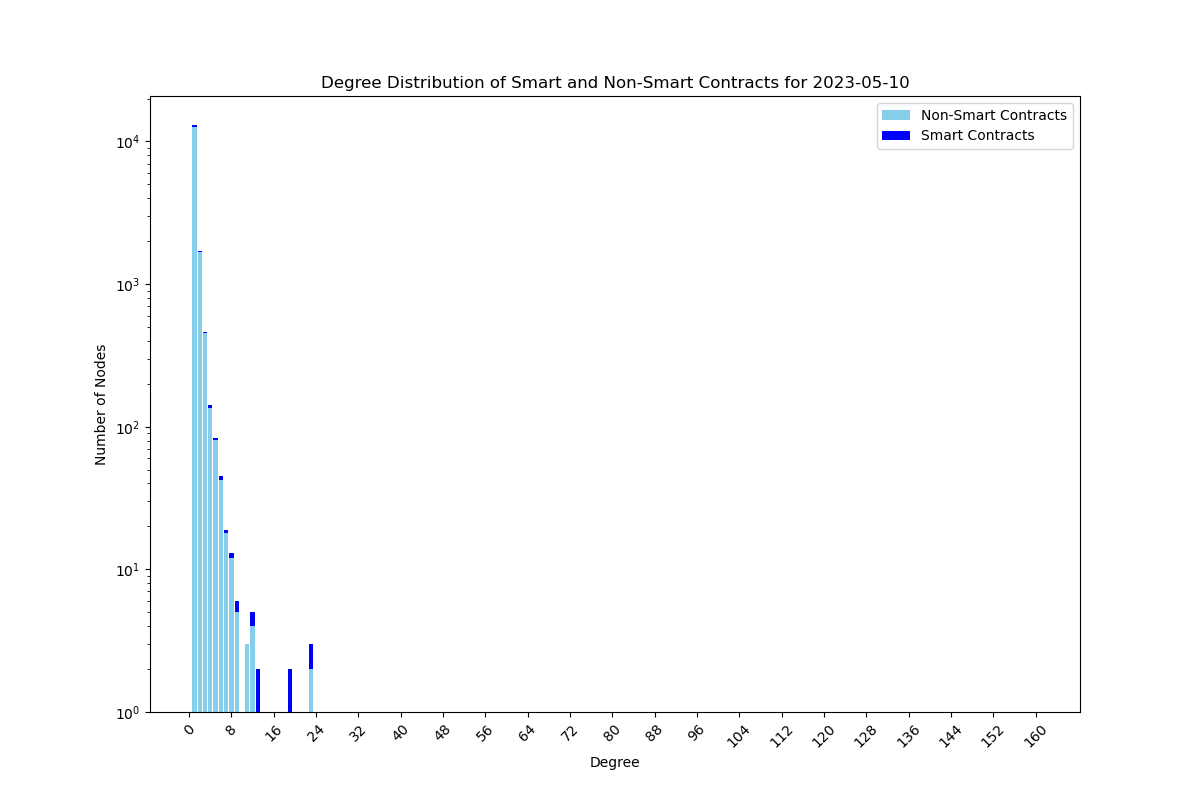 Degree Distribution of Smart and Non-Smart Contracts for 2023-05-10
Non-Smart Contracts
Smart Contracts
Number of Nodes
10^4
10^3
10^2
10^1
10^0
0 8 16 24 32 40 48 56 64 72 80 88 96 104 112 120 128 136 144 152 160
Degree